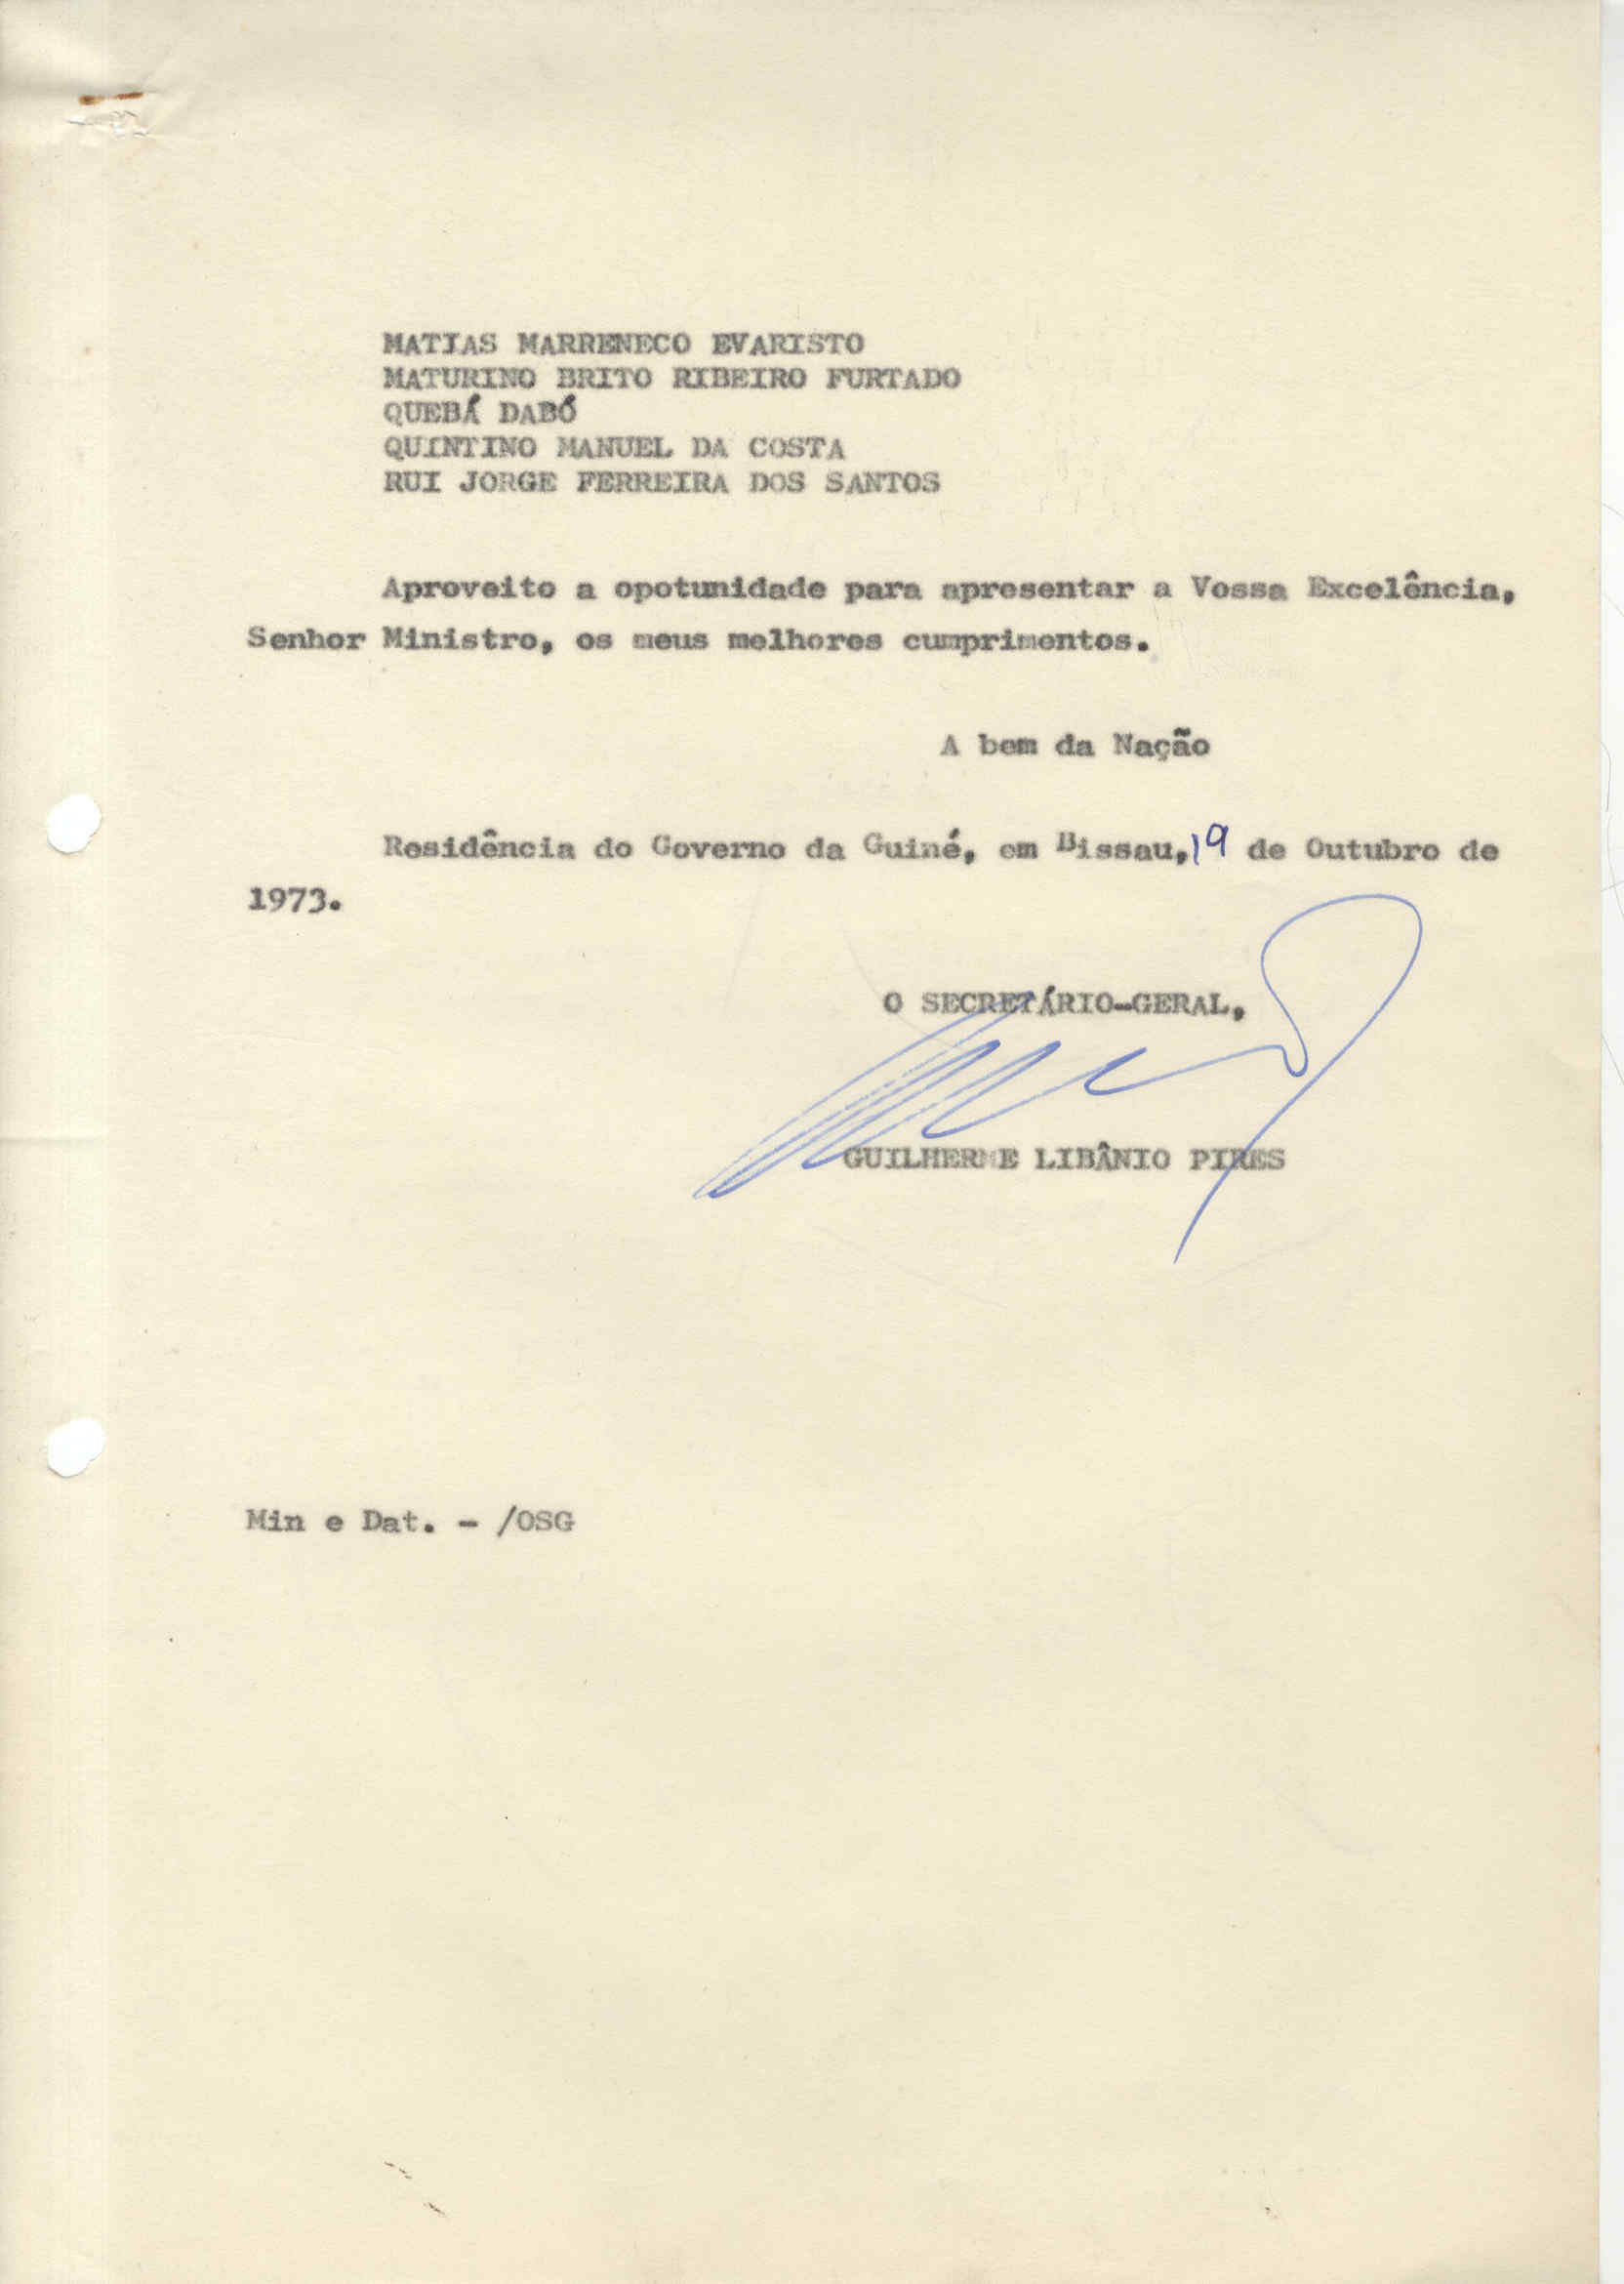 MATIAS MARRENECO EVARISTO
MATURINO BRITO RIBEIRO FURTADO
QUEBÁ DABÓ
QUINTINO MANUEL DA COSTA
RUI JORGE FERREIRA DOS SANTOS
Aproveito a opotunidade para apresentar a Vossa Excelência,
Senhor Ministro, os meus melhores cumprimentos.
A bem da Nação
Residência do Governo da Guiné, em Bissau,19 de Outubro de
1973.
O SECRETÁRIO-GERAL,
GUILHERME LIBÂNIO PIRES
Min e Dat. - /OSG